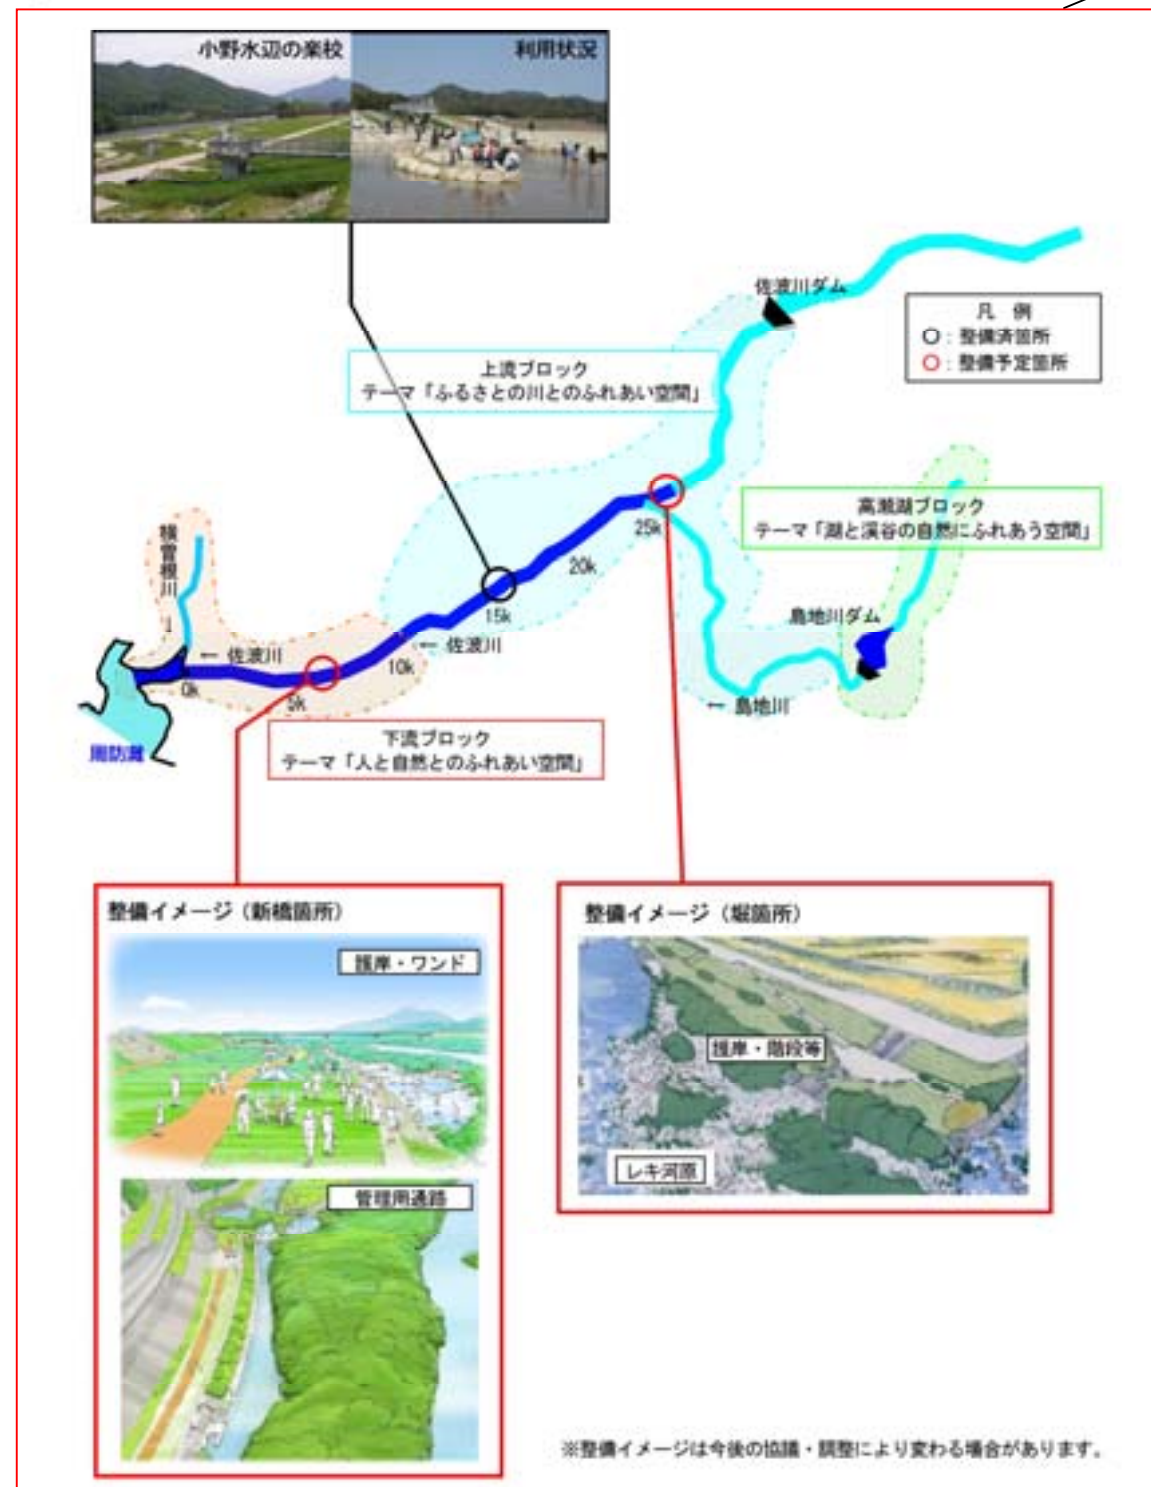 小野水辺の楽校
利用状況
佐波川ダム
凡 例
○：整備済箇所
○：整備予定箇所
上流ブロック
テーマ「ふるさとの川とのふれあい空間」
高瀬湖ブロック
テーマ「湖と渓谷の自然にふれあう空間」
横曽根川
↓
25k
20k
15k
島地川ダム
← 佐波川
← 佐波川
10k
0k
5k
← 島地川
周防灘
下流ブロック
テーマ「人と自然とのふれあい空間」
整備イメージ（新橋箇所）
護岸・ワンド
管理用通路
整備イメージ（堀箇所）
護岸・階段等
レキ河原
※整備イメージは今後の協議・調整により変わる場合があります。